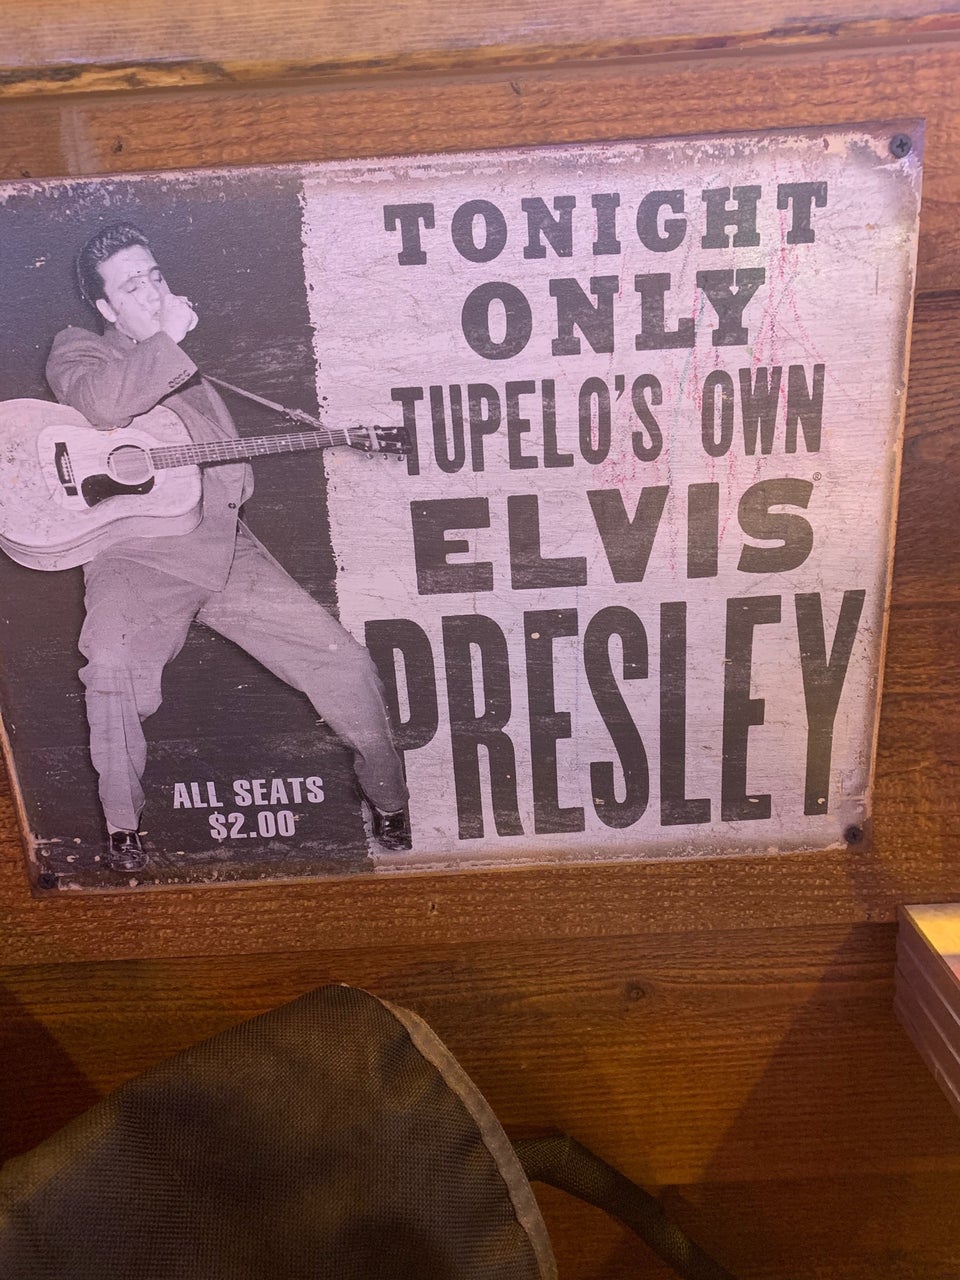 TONIGHT
ONLY
TUPELO'S OWN
ELVIS®
PRESLEY
ALL SEATS
$2.00